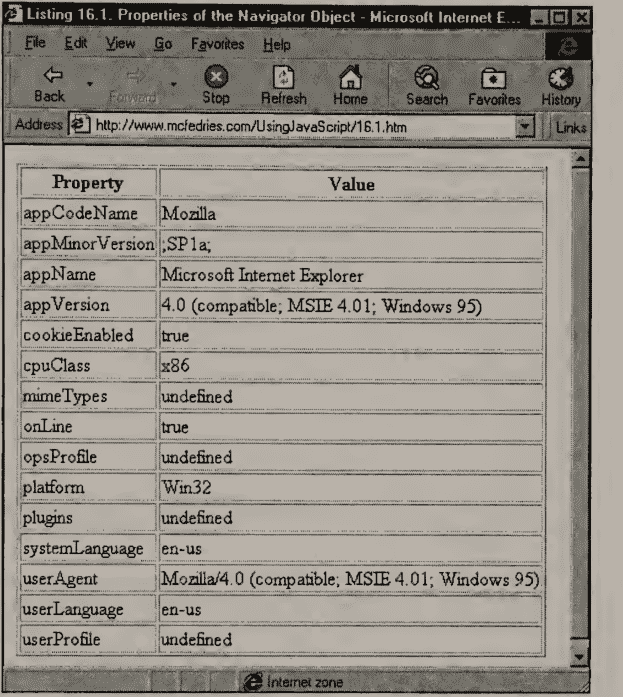 Listing 16.1. Properties of the Navigator Object - Microsoft Internet E...
File Edit View Go Favorites Help
Back Forward Stop Refresh Home Search Favorites History
Address http://www.mcfedries.com/UsingJavaScript/16.1.htm Links
Property Value
appCodeName Mozilla
appMinorVersion ;SP1a;
appName Microsoft Internet Explorer
appVersion 4.0 (compatible; MSIE 4.01; Windows 95)
cookieEnabled true
cpuClass x86
mimeTypes undefined
onLine true
opsProfile undefined
platform Win32
plugins undefined
systemLanguage en-us
userAgent Mozilla/4.0 (compatible; MSIE 4.01; Windows 95)
userLanguage en-us
userProfile undefined
Internet zone